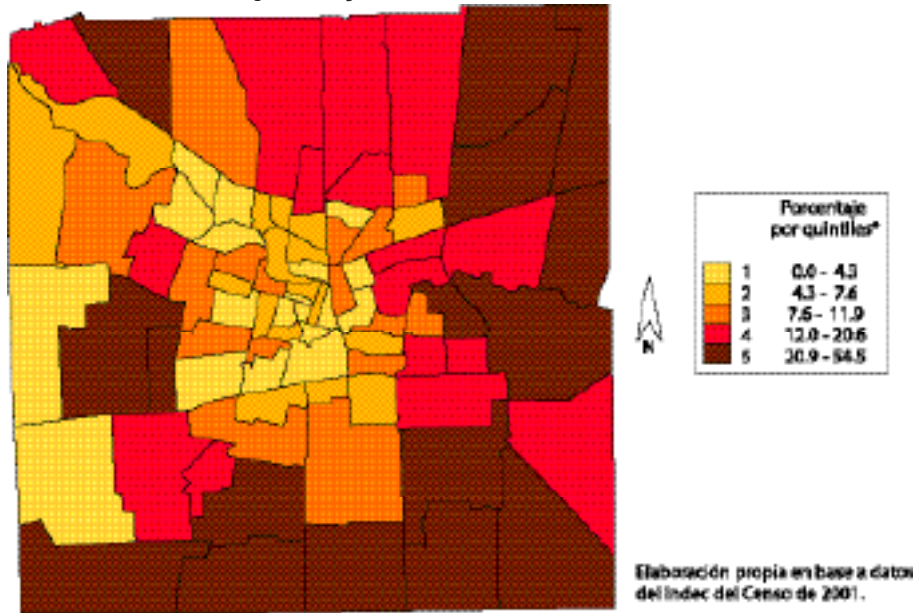 Porcentaje
por quintiles*
1 0.0 - 4.3
2 4.3 - 7.6
3 7.6 - 11.9
4 12.0 - 20.6
5 20.9 - 54.5
N
Elaboración propia en base a datos
del Indec del Censo de 2001.